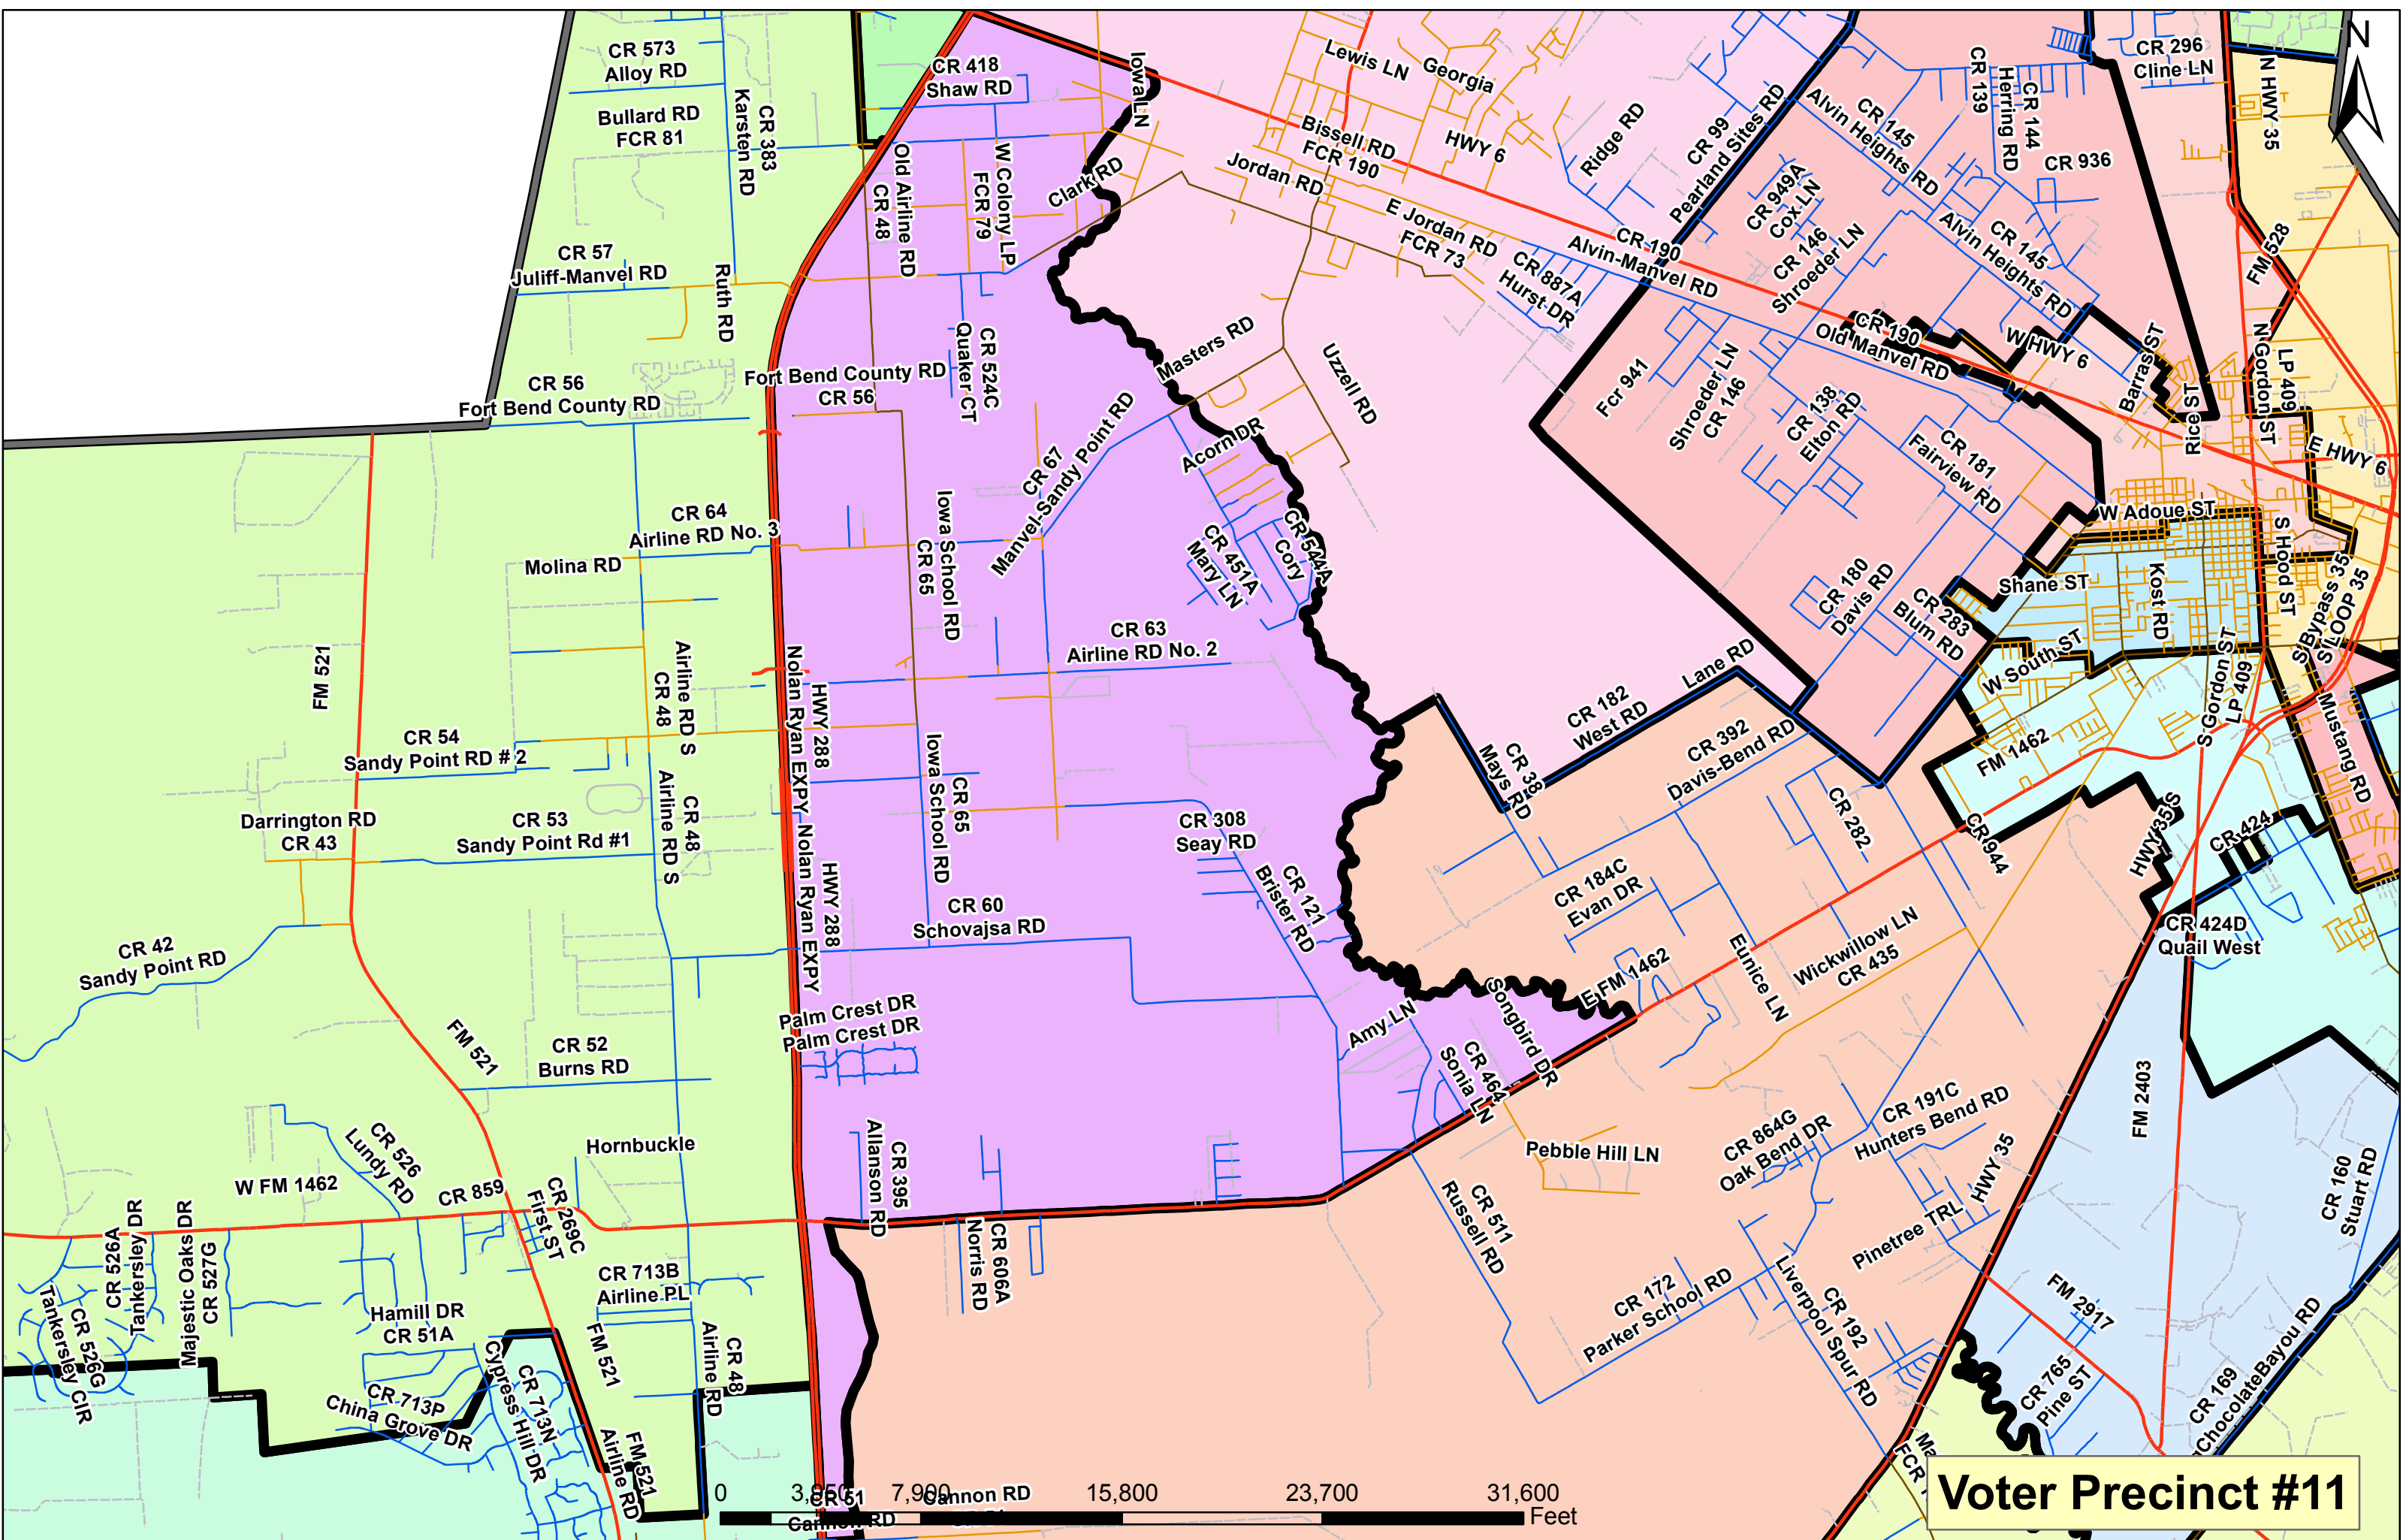 CR 573
Alloy RD
Bullard RD
FCR 81
Karsten RD
CR 383
CR 418
Shaw RD
Iowa LN
Lewis LN
Georgia
Bissell RD
FCR 190
HWY 6
Ridge RD
CR 99
Pearland Sites RD
CR 145
Alvin Heights RD
CR 139
Herring RD
CR 144
CR 936
CR 296
Cline LN
N HWY 35
N
Old Airline RD
CR 48
W Colony LP
FCR 79
Clark RD
Jordan RD
E Jordan RD
FCR 73
CR 949A
Cox LN
CR 146
Shroeder LN
CR 145
Alvin Heights RD
FM 528
CR 57
Juliff-Manvel RD
Ruth RD
CR 190
Alvin-Manvel RD
CR 887A
Hurst DR
CR 190
Old Manvel RD
W HWY 6
Barras ST
N Gordon ST
LP 409
Rice ST
E HWY 6
CR 56
Fort Bend County RD
Fort Bend County RD
CR 56
Quaker CT
CR 524C
Masters RD
Uzzell RD
Fcr 941
Shroeder LN
CR 146
CR 138
Elton RD
CR 181
Fairview RD
CR 64
Airline RD No. 3
Molina RD
CR 67
Manvel-Sandy Point RD
Acorn DR
Iowa School RD
CR 65
CR 451A
Mary LN
CR 544A
Cory
CR 180
Davis RD
CR 283
Blum RD
W Adoue ST
Shane ST
Kost RD
S Hood ST
S Bypass 35
S LOOP 35
W South ST
CR 63
Airline RD No. 2
FM 521
Airline RD S
CR 48
Nolan Ryan EXPY
HWY 288
CR 182
West RD
Lane RD
CR 38
Mays RD
CR 392
Davis-Bend RD
S Gordon ST
LP 409
FM 1462
Mustang RD
CR 54
Sandy Point RD # 2
Darrington RD
CR 43
CR 53
Sandy Point Rd #1
Airline RD S
CR 48
Nolan Ryan EXPY
HWY 288
Iowa School RD
CR 65
CR 308
Seay RD
CR 282
CR 944
HWY 35 S
CR 424
CR 121
Brister RD
CR 184C
Evan DR
CR 60
Schovajsa RD
CR 42
Sandy Point RD
CR 424D
Quail West
Eunice LN
Wickwillow LN
CR 435
E FM 1462
Songbird DR
Amy LN
Palm Crest DR
Palm Crest DR
FM 521
CR 52
Burns RD
CR 464
Sonia LN
FM 2403
CR 191C
Hunters Bend RD
CR 864G
Oak Bend DR
Pebble Hill LN
HWY 35
CR 160
Stuart RD
Hornbuckle
CR 526
Lundy RD
W FM 1462
CR 859
CR 269C
First ST
Allanson RD
CR 395
CR 526A
Tankersley DR
Majestic Oaks DR
CR 527G
Norris RD
CR 606A
CR 511
Russell RD
Pinetree TRL
CR 713B
Airline PL
Hamill DR
CR 51A
CR 526G
Tankersley CIR
CR 172
Parker School RD
CR 192
Liverpool Spur RD
FM 2917
FM 521
CR 48
Airline RD
CR 713P
China Grove DR
CR 713N
Cypress Hill DR
CR 765
Pine ST
CR 169
Chocolate Bayou RD
FM 521
Airline RD
0 3,950 7,900 15,800 23,700 31,600
Feet
CR 51
Cannon RD
Cannon RD
Voter Precinct #11